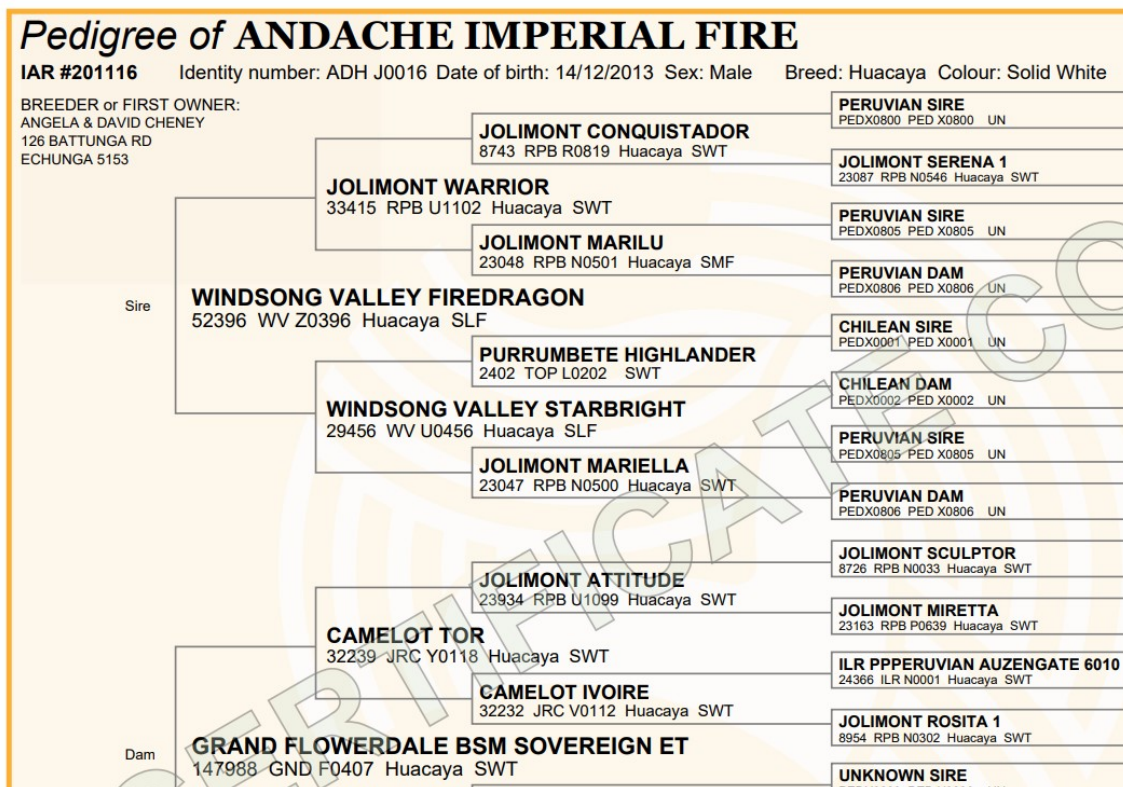 Pedigree of ANDACHE IMPERIAL FIRE
IAR #201116 Identity number: ADH J0016 Date of birth: 14/12/2013 Sex: Male Breed: Huacaya Colour: Solid White
BREEDER or FIRST OWNER:
ANGELA & DAVID CHENEY
126 BATTUNGA RD
ECHUNGA 5153
PERUVIAN SIRE
PEDX0800 PED X0800 UN
JOLIMONT CONQUISTADOR
8743 RPB R0819 Huacaya SWT
JOLIMONT SERENA 1
23087 RPB N0546 Huacaya SWT
JOLIMONT WARRIOR
33415 RPB U1102 Huacaya SWT
PERUVIAN SIRE
PEDX0805 PED X0805 UN
JOLIMONT MARILU
23048 RPB N0501 Huacaya SMF
PERUVIAN DAM
PEDX0806 PED X0806 UN
Sire
WINDSONG VALLEY FIREDRAGON
52396 WV Z0396 Huacaya SLF
CHILEAN SIRE
PEDX0001 PED X0001 UN
PURRUMBETE HIGHLANDER
2402 TOP L0202 SWT
CHILEAN DAM
PEDX0002 PED X0002 UN
WINDSONG VALLEY STARBRIGHT
29456 WV U0456 Huacaya SLF
PERUVIAN SIRE
PEDX0805 PED X0805 UN
JOLIMONT MARIELLA
23047 RPB N0500 Huacaya SWT
PERUVIAN DAM
PEDX0806 PED X0806 UN
JOLIMONT SCULPTOR
8726 RPB N0033 Huacaya SWT
JOLIMONT ATTITUDE
23934 RPB U1099 Huacaya SWT
JOLIMONT MIRETTA
23163 RPB P0639 Huacaya SWT
CAMELOT TOR
32239 JRC Y0118 Huacaya SWT
ILR PPPERUVIAN AUZENGATE 6010
24366 ILR N0001 Huacaya SWT
CAMELOT IVOIRE
32232 JRC V0112 Huacaya SWT
JOLIMONT ROSITA 1
8954 RPB N0302 Huacaya SWT
Dam
GRAND FLOWERDALE BSM SOVEREIGN ET
147988 GND F0407 Huacaya SWT
UNKNOWN SIRE
CERTIFICATE CO